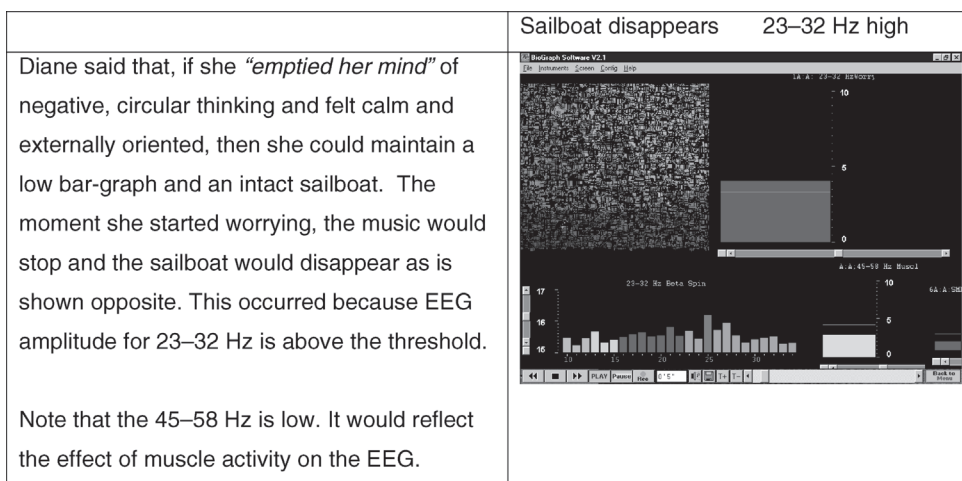 Sailboat disappears 23–32 Hz high
Diane said that, if she “emptied her mind” of
negative, circular thinking and felt calm and
externally oriented, then she could maintain a
low bar-graph and an intact sailboat. The
moment she started worrying, the music would
stop and the sailboat would disappear as is
shown opposite. This occurred because EEG
amplitude for 23–32 Hz is above the threshold.
Note that the 45–58 Hz is low. It would reflect
the effect of muscle activity on the EEG.
BioGraph Software V2.1
File Instruments Screen Config Help
1A:A: 23-32 HzWorri
10
5
0
A:A:45-58 Hz Muscl
23-32 Hz Beta Spin
6A:A:SMR
17
16
15
10 15 20 25 30
10
5
0
PLAY Pause 0'5" T+ T-
Back to
Menu